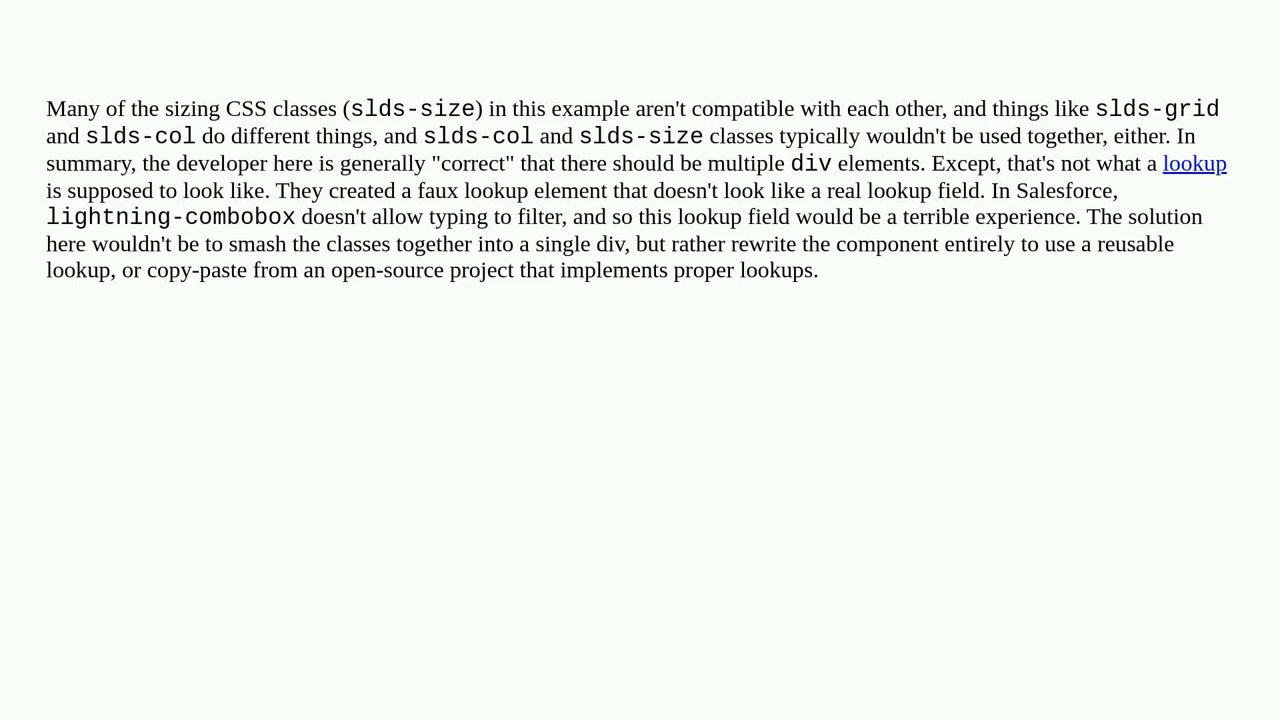 Many of the sizing CSS classes (slds-size) in this example aren't compatible with each other, and things like slds-grid
and slds-col do different things, and slds-col and slds-size classes typically wouldn't be used together, either. In
summary, the developer here is generally "correct" that there should be multiple div elements. Except, that's not what a lookup
is supposed to look like. They created a faux lookup element that doesn't look like a real lookup field. In Salesforce,
lightning-combobox doesn't allow typing to filter, and so this lookup field would be a terrible experience. The solution
here wouldn't be to smash the classes together into a single div, but rather rewrite the component entirely to use a reusable
lookup, or copy-paste from an open-source project that implements proper lookups.